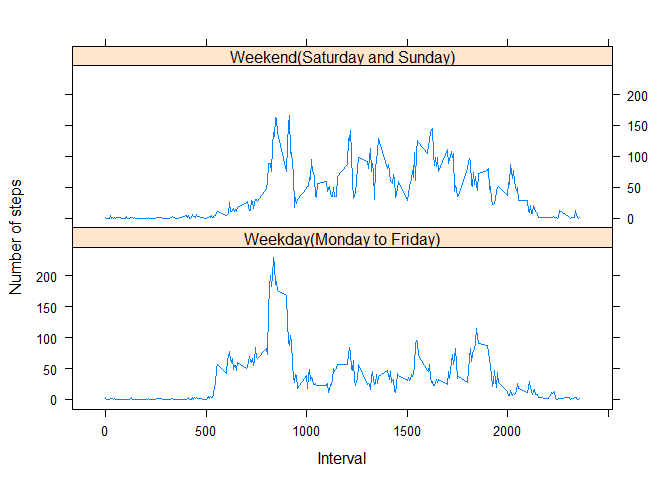 Weekend(Saturday and Sunday)
200
150
100
50
0
Number of steps
Weekday(Monday to Friday)
200
150
100
50
0
0 500 1000 1500 2000
Interval